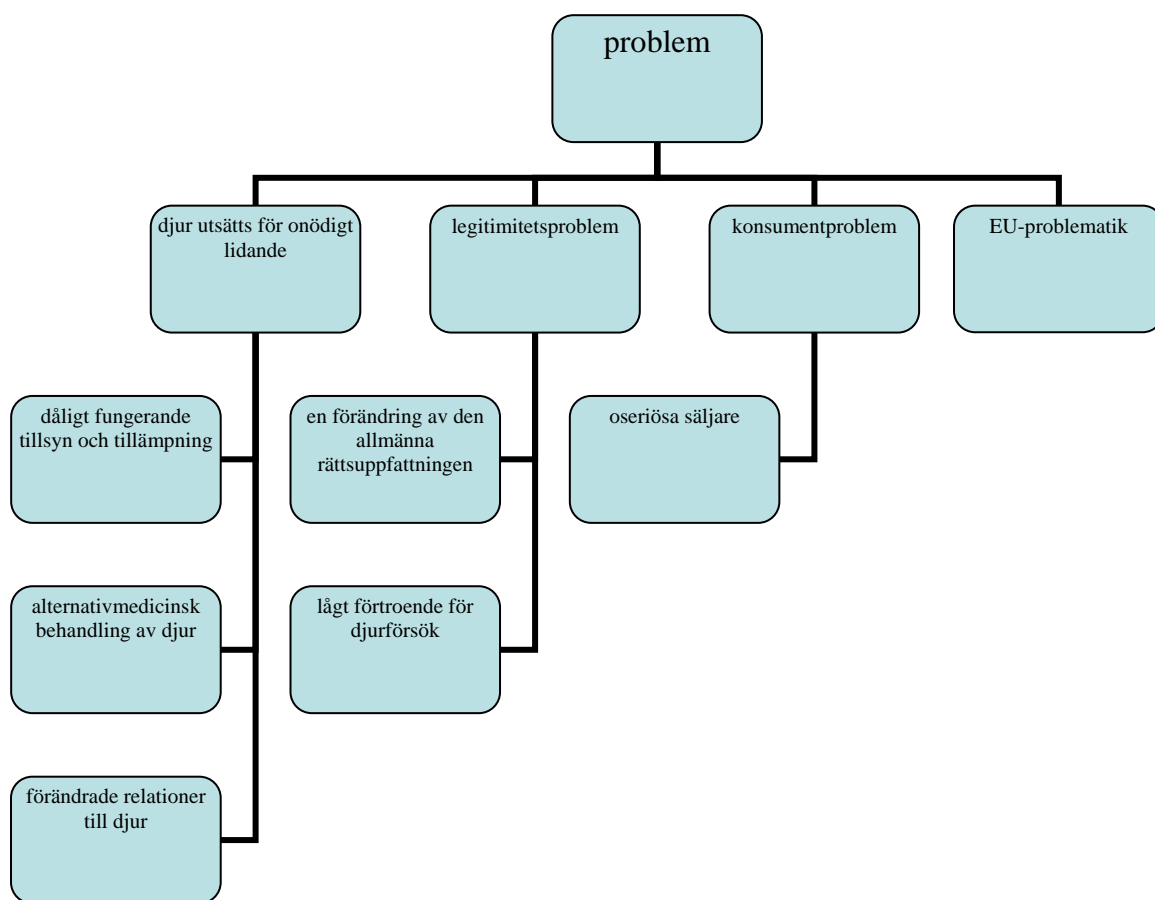 problem
djur utsätts för onödigt
lidande
legitimitetsproblem
konsumentproblem
EU-problematik
dåligt fungerande
tillsyn och tillämpning
en förändring av den
allmänna
rättsuppfattningen
oseriösa säljare
alternativmedicinsk
behandling av djur
lågt förtroende för
djurförsök
förändrade relationer
till djur